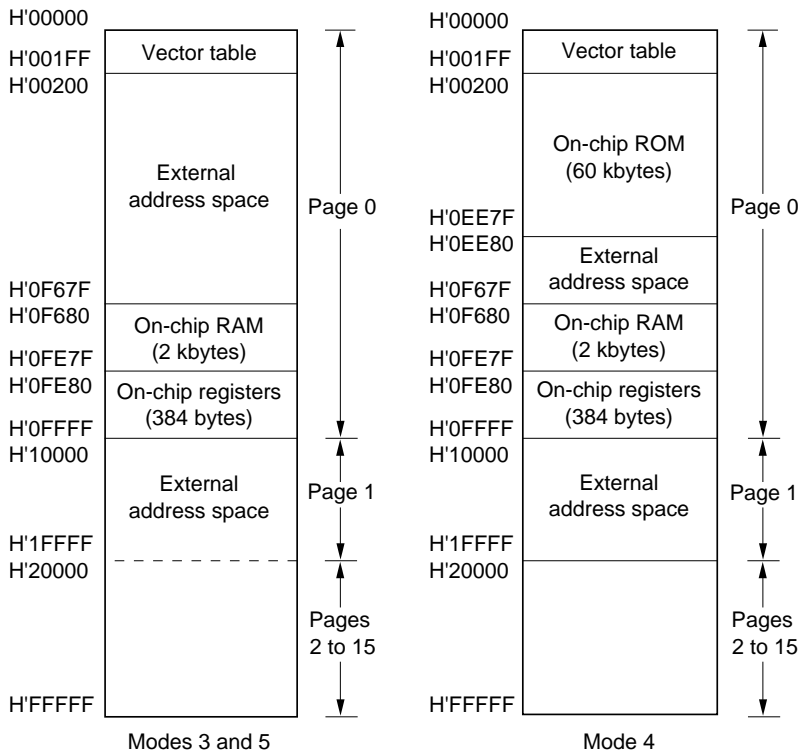 H'00000
H'001FF
H'00200
Vector table
External
address space
Page 0
H'0F67F
H'0F680
On-chip RAM
(2 kbytes)
H'0FE7F
H'0FE80
On-chip registers
(384 bytes)
H'0FFFF
H'10000
External
address space
Page 1
H'1FFFF
H'20000
Pages
2 to 15
H'FFFFF
Modes 3 and 5
H'00000
H'001FF
H'00200
Vector table
On-chip ROM
(60 kbytes)
Page 0
H'0EE7F
H'0EE80
External
address space
H'0F67F
H'0F680
On-chip RAM
(2 kbytes)
H'0FE7F
H'0FE80
On-chip registers
(384 bytes)
H'0FFFF
H'10000
External
address space
Page 1
H'1FFFF
H'20000
Pages
2 to 15
H'FFFFF
Mode 4